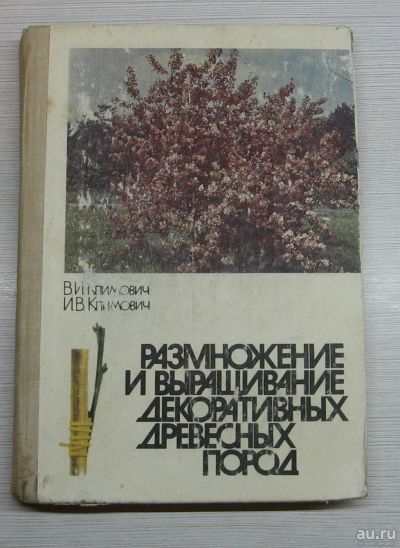 В.И.Климович
И.В.Климович
РАЗМНОЖЕНИЕ
И ВЫРАЩИВАНИЕ
ДЕКОРАТИВНЫХ
ДРЕВЕСНЫХ
ПОРОД
au.ru